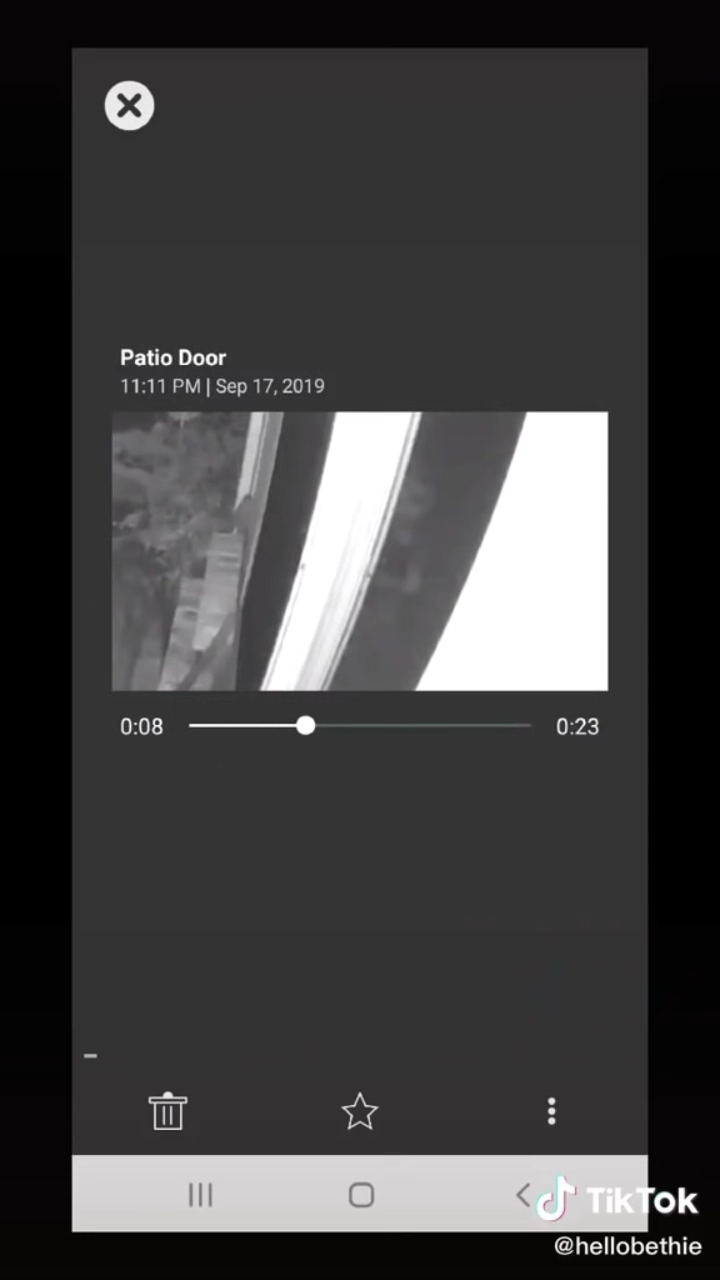 Patio Door
11:11 PM | Sep 17, 2019
0:08
0:23
TikTok
@hellobethie